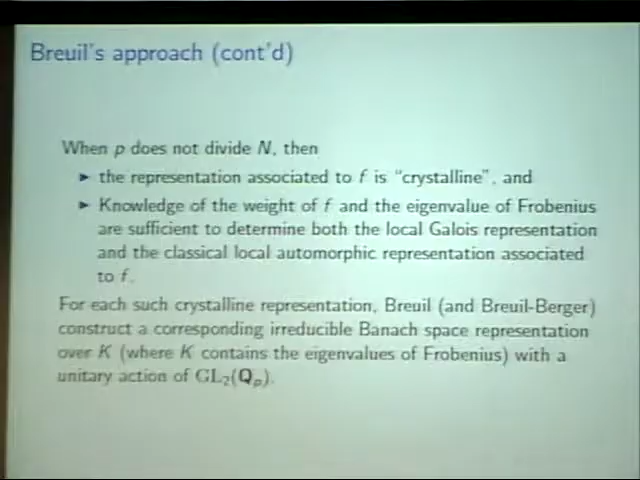 Breuil's approach (cont'd)
When p does not divide N, then
► the representation associated to f is "crystalline", and
► Knowledge of the weight of f and the eigenvalue of Frobenius
are sufficient to determine both the local Galois representation
and the classical local automorphic representation associated
to f.
For each such crystalline representation, Breuil (and Breuil-Berger)
construct a corresponding irreducible Banach space representation
over K (where K contains the eigenvalues of Frobenius) with a
unitary action of GL₂(Qₚ).